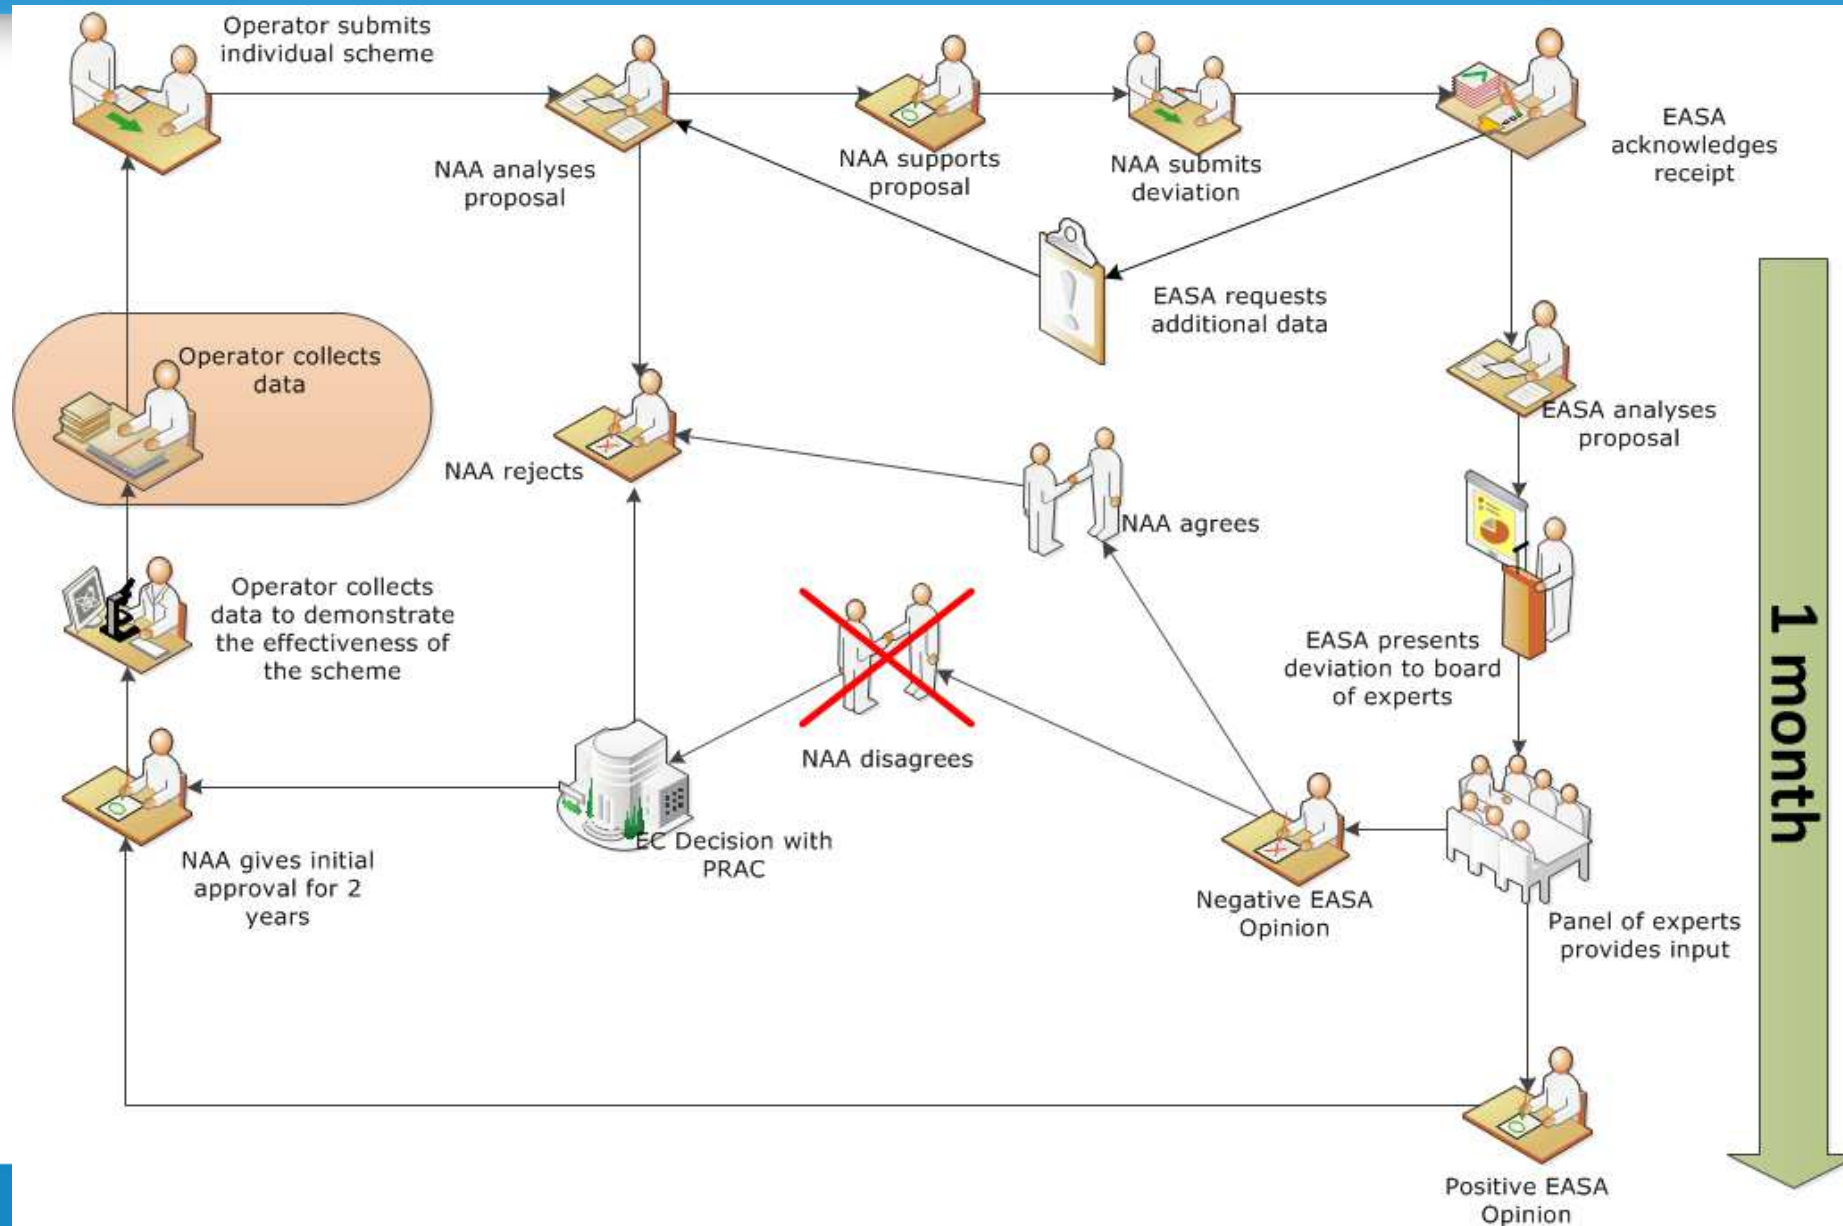 Operator submits
individual scheme
NAA analyses
proposal
NAA supports
proposal
NAA submits
deviation
EASA
acknowledges
receipt
EASA requests
additional data
Operator collects
data
EASA analyses
proposal
NAA rejects
NAA agrees
Operator collects
data to demonstrate
the effectiveness of
the scheme
EASA presents
deviation to board
of experts
1 month
NAA disagrees
EC Decision with
PRAC
NAA gives initial
approval for 2
years
Negative EASA
Opinion
Panel of experts
provides input
Positive EASA
Opinion